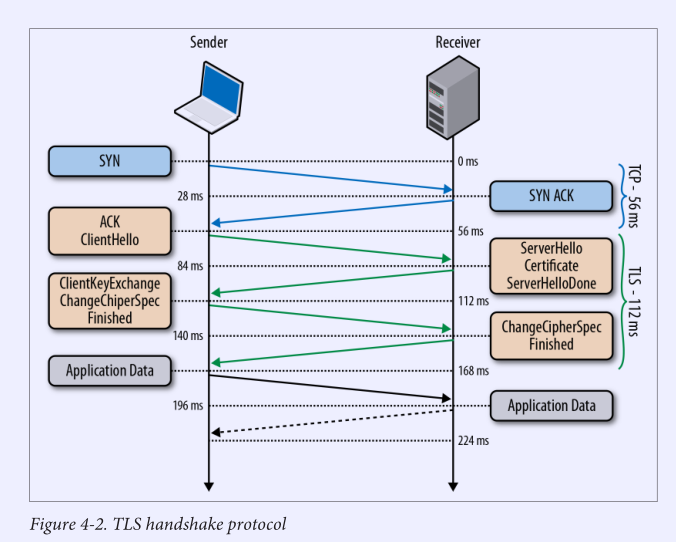 Sender
Receiver
SYN
0 ms
28 ms
SYN ACK
TCP - 56 ms
ACK
ClientHello
56 ms
84 ms
ServerHello
Certificate
ServerHelloDone
TLS - 112 ms
ClientKeyExchange
ChangeChiperSpec
Finished
112 ms
140 ms
ChangeCipherSpec
Finished
Application Data
168 ms
196 ms
Application Data
224 ms
Figure 4-2. TLS handshake protocol